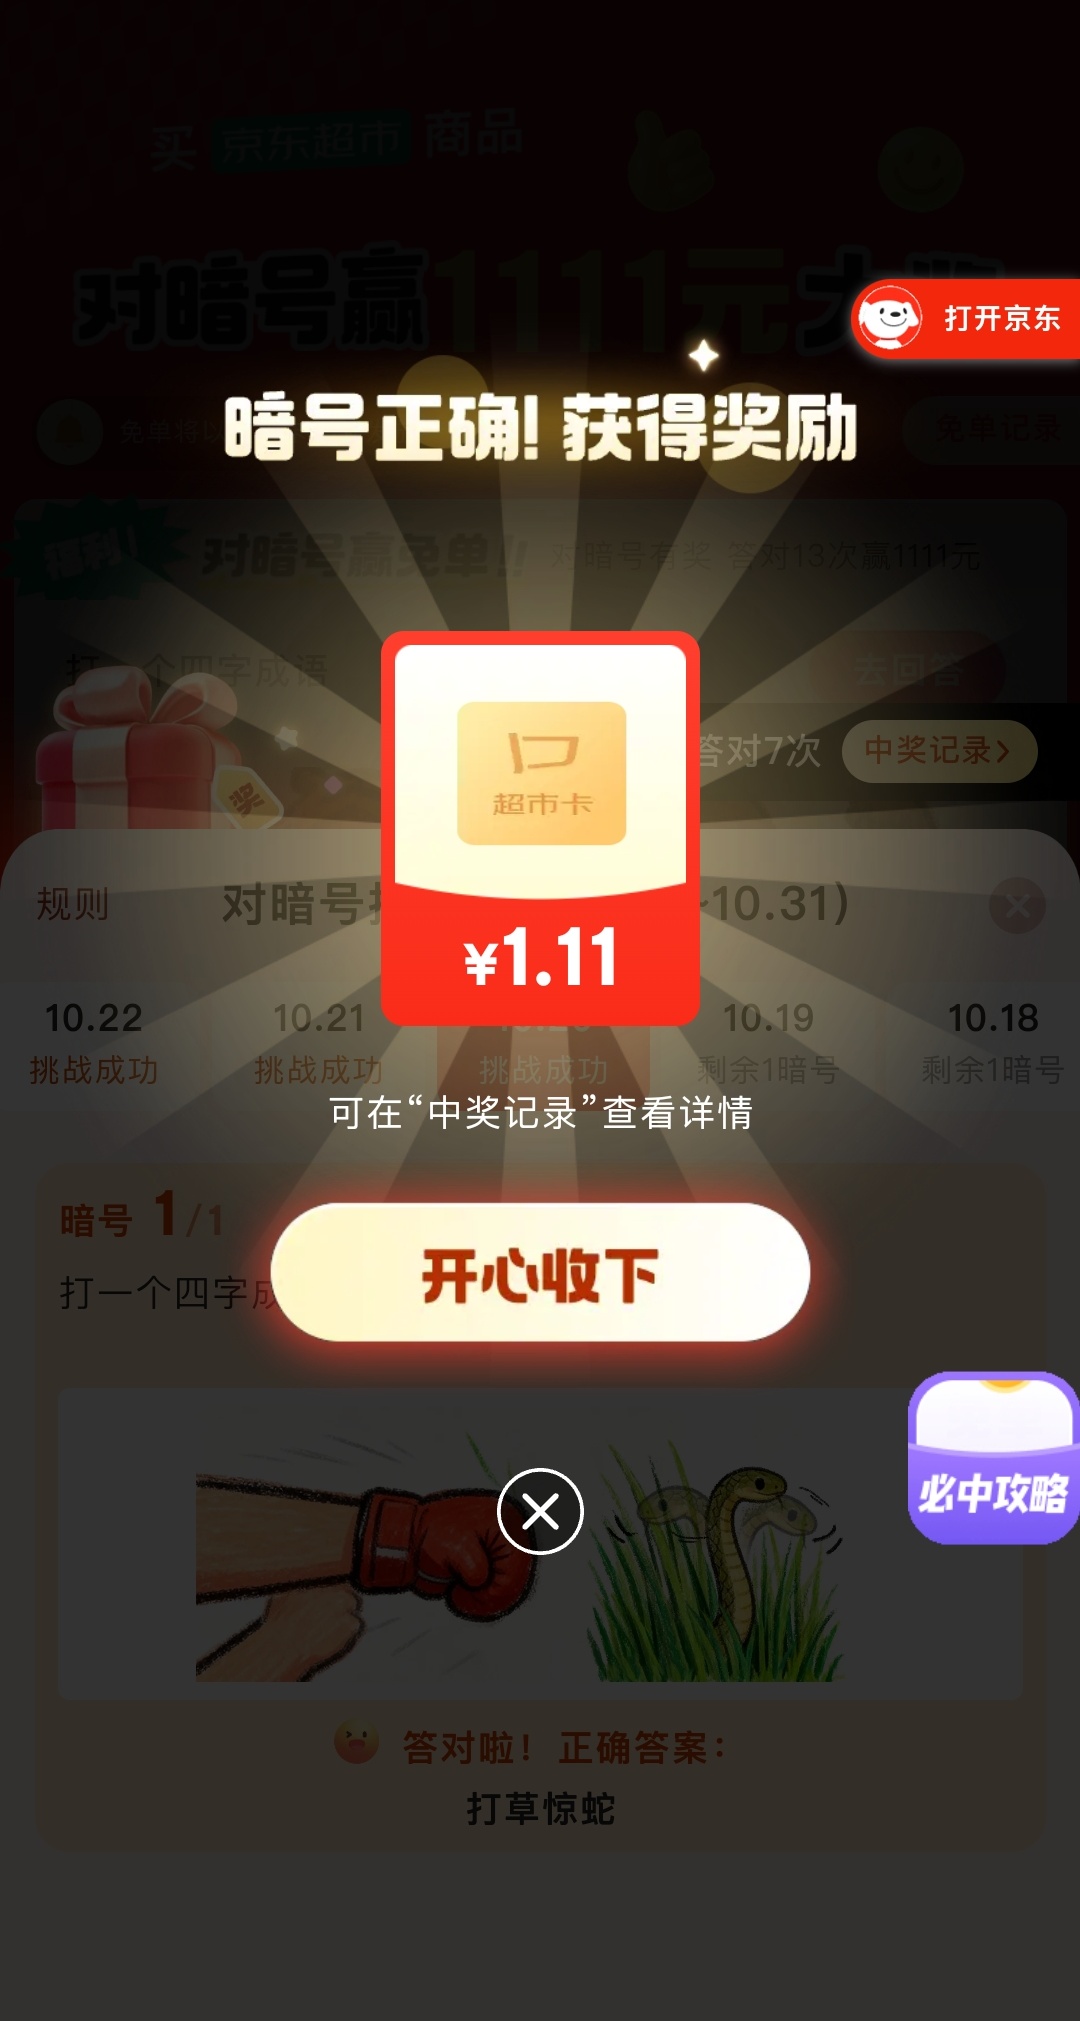 买 京东超市 商品
对暗号赢1111元大奖
打开京东
暗号正确! 获得奖励
免单将以
免单记录
福利!
对暗号赢免单!! 对暗号有奖 答对13次赢1111元
打一个四字成语
去回答
答对7次
中奖记录>
奖
超市卡
规则
对暗号
~10.31)
¥1.11
10.22
10.21
10.19
10.18
挑战成功
挑战成功
挑战成功
剩余1暗号
剩余1暗号
可在“中奖记录”查看详情
暗号 1/1
打一个四字成
开心收下
必中攻略
答对啦！ 正确答案：
打草惊蛇